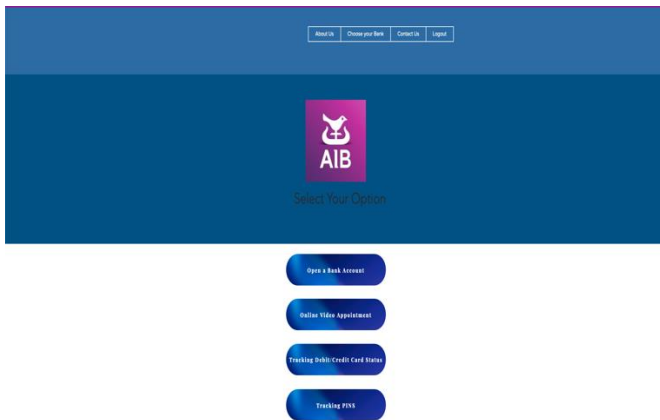 About Us Choose your Bank Contact Us Logout
AIB
Select Your Option
Open a Bank Account
Online Video Appointment
Tracking Debit/Credit Card Status
Tracking PINS